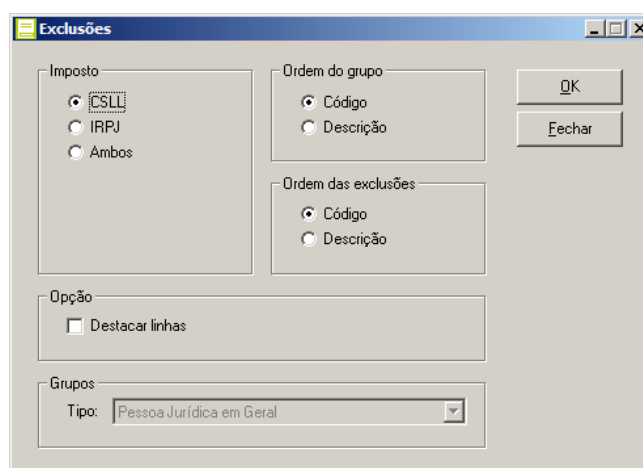 Exclusões
Imposto
CSLL
IRPJ
Ambos
Ordem do grupo
Código
Descrição
OK
Fechar
Ordem das exclusões
Código
Descrição
Opção
Destacar linhas
Grupos
Tipo: Pessoa Jurídica em Geral